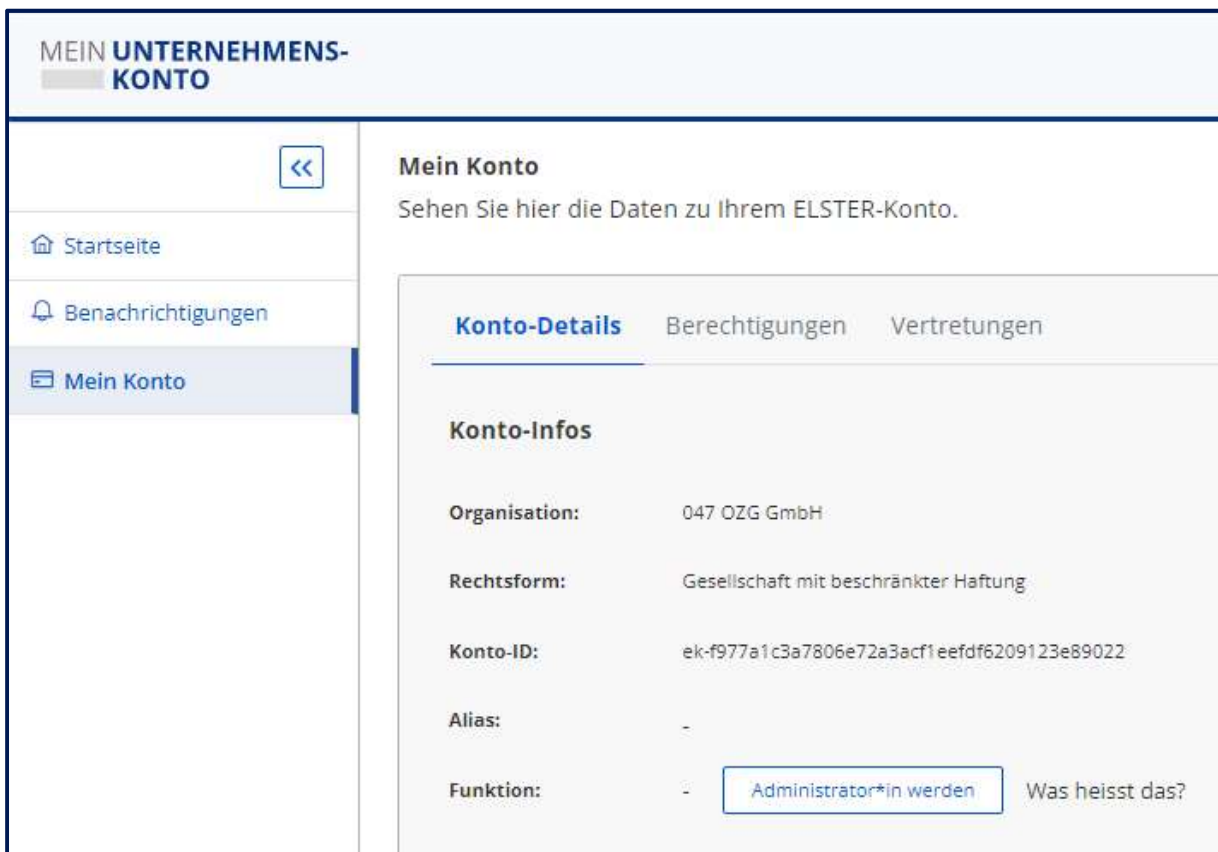 MEIN UNTERNEHMENS-
KONTO
Mein Konto
Sehen Sie hier die Daten zu Ihrem ELSTER-Konto.
Startseite
Benachrichtigungen
Mein Konto
Konto-Details Berechtigungen Vertretungen
Konto-Infos
Organisation: 047 OZG GmbH
Rechtsform: Gesellschaft mit beschränkter Haftung
Konto-ID: ek-f977a1c3a7806e72a3acf1eefdf6209123e89022
Alias: -
Funktion: - Administrator*in werden Was heisst das?